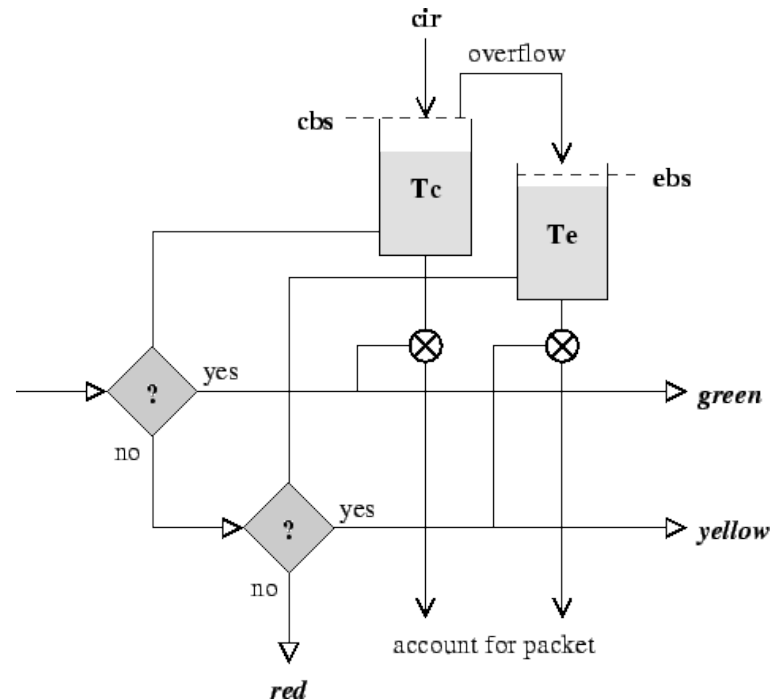 cir
overflow
cbs
Tc
ebs
Te
yes
?
green
no
yes
?
yellow
no
account for packet
red